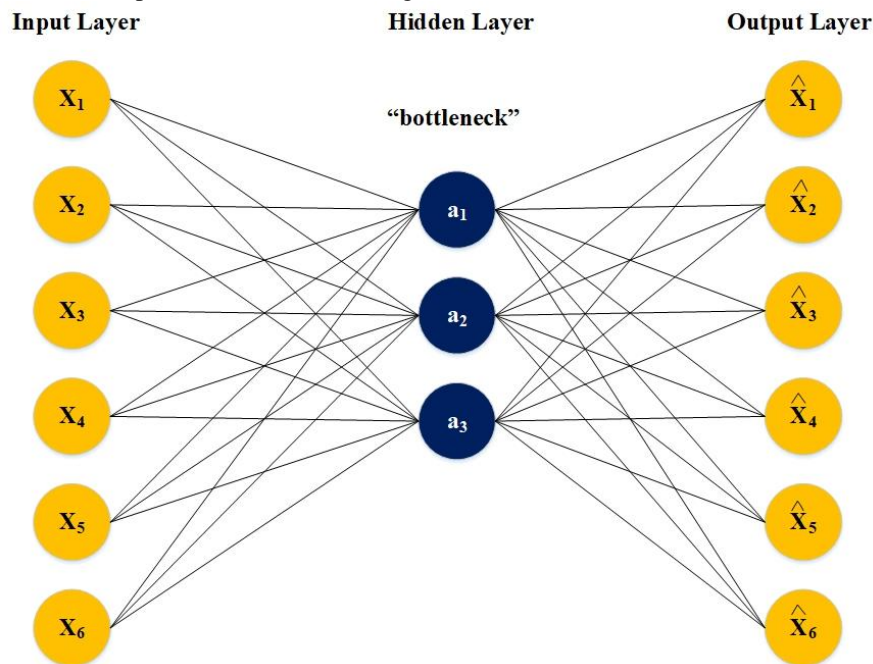 Input Layer
Hidden Layer
Output Layer
“bottleneck”
X₁
X₂
X₃
X₄
X₅
X₆
a₁
a₂
a₃
X̂₁
X̂₂
X̂₃
X̂₄
X̂₅
X̂₆